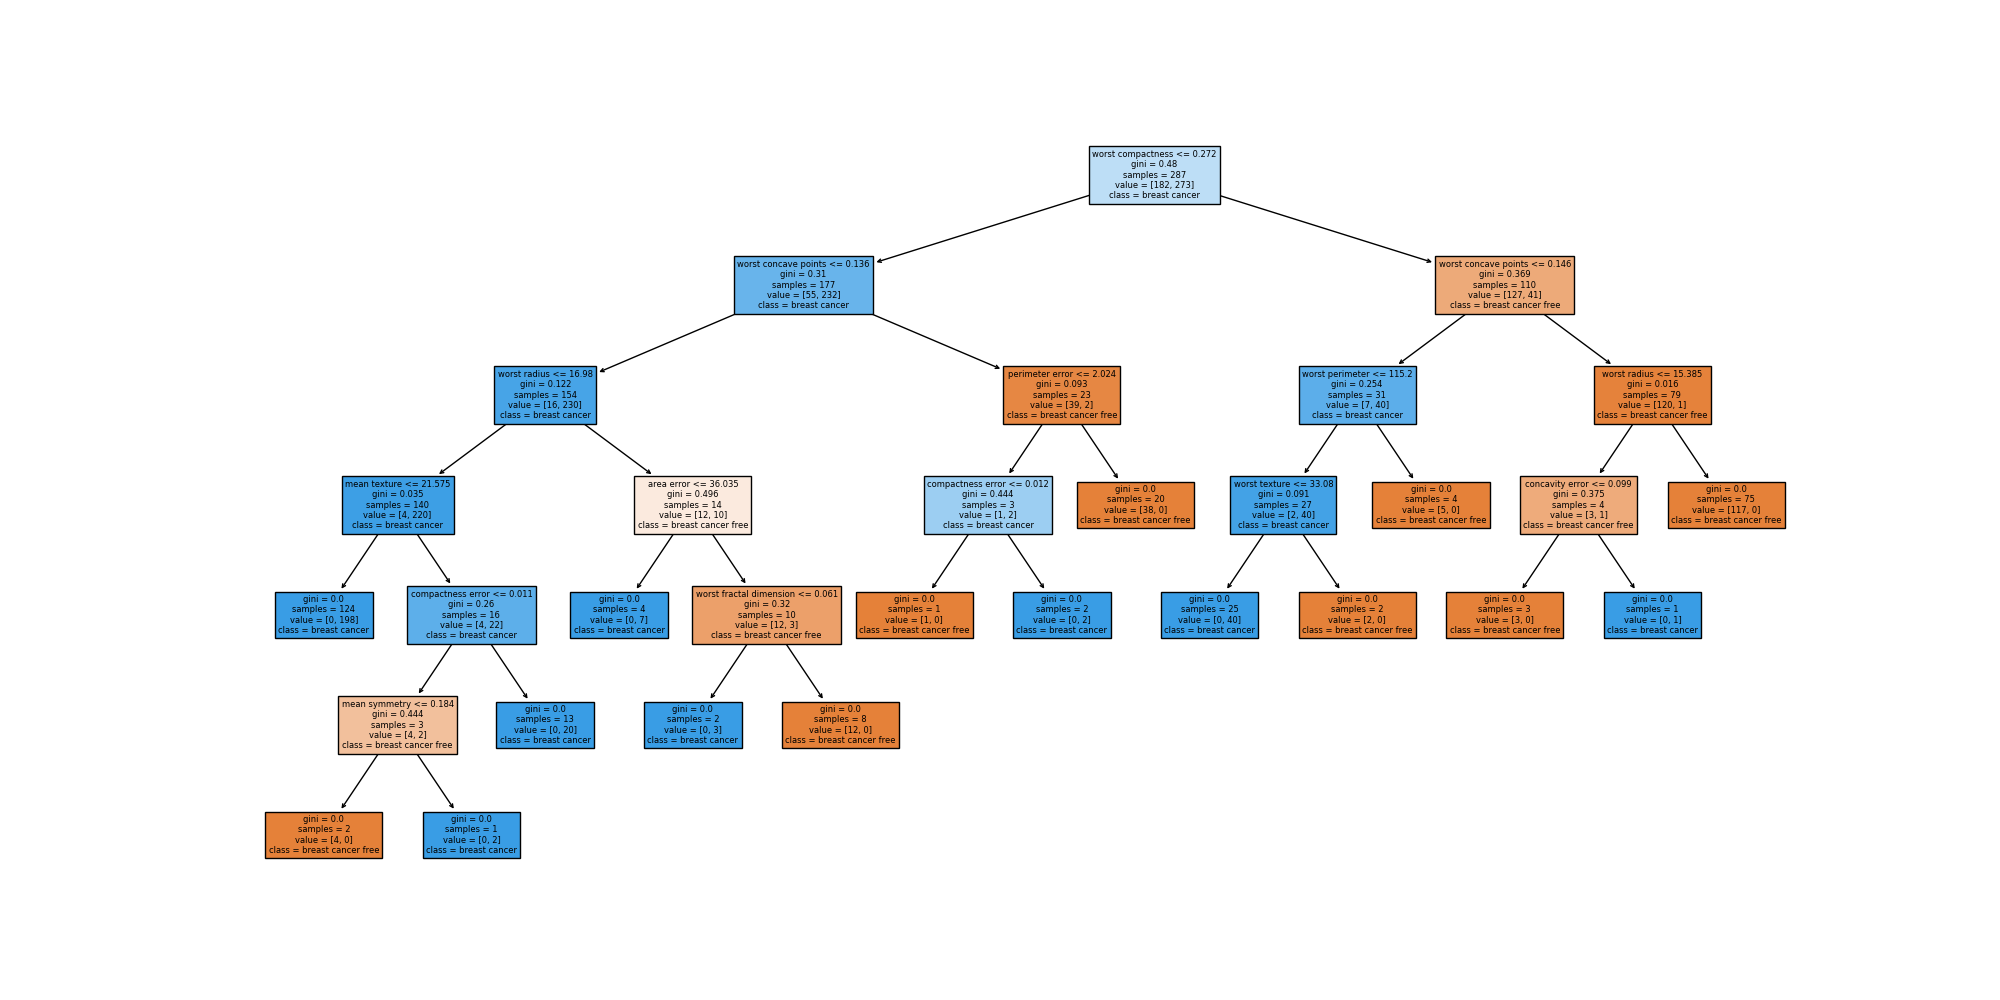 worst compactness <= 0.272
gini = 0.48
samples = 287
value = [182, 273]
class = breast cancer
worst concave points <= 0.136
gini = 0.31
samples = 177
value = [55, 232]
class = breast cancer
worst concave points <= 0.146
gini = 0.369
samples = 110
value = [127, 41]
class = breast cancer free
worst radius <= 16.98
gini = 0.122
samples = 154
value = [16, 230]
class = breast cancer
perimeter error <= 2.024
gini = 0.093
samples = 23
value = [39, 2]
class = breast cancer free
worst perimeter <= 115.2
gini = 0.254
samples = 31
value = [7, 40]
class = breast cancer
worst radius <= 15.385
gini = 0.016
samples = 79
value = [120, 1]
class = breast cancer free
mean texture <= 21.575
gini = 0.035
samples = 140
value = [4, 220]
class = breast cancer
area error <= 36.035
gini = 0.496
samples = 14
value = [12, 10]
class = breast cancer free
compactness error <= 0.012
gini = 0.444
samples = 3
value = [1, 2]
class = breast cancer
gini = 0.0
samples = 20
value = [38, 0]
class = breast cancer free
worst texture <= 33.08
gini = 0.091
samples = 27
value = [2, 40]
class = breast cancer
gini = 0.0
samples = 4
value = [5, 0]
class = breast cancer free
concavity error <= 0.099
gini = 0.375
samples = 4
value = [3, 1]
class = breast cancer free
gini = 0.0
samples = 75
value = [117, 0]
class = breast cancer free
gini = 0.0
samples = 124
value = [0, 198]
class = breast cancer
compactness error <= 0.011
gini = 0.26
samples = 16
value = [4, 22]
class = breast cancer
gini = 0.0
samples = 4
value = [0, 7]
class = breast cancer
worst fractal dimension <= 0.061
gini = 0.32
samples = 10
value = [12, 3]
class = breast cancer free
gini = 0.0
samples = 1
value = [1, 0]
class = breast cancer free
gini = 0.0
samples = 2
value = [0, 2]
class = breast cancer
gini = 0.0
samples = 25
value = [0, 40]
class = breast cancer
gini = 0.0
samples = 2
value = [2, 0]
class = breast cancer free
gini = 0.0
samples = 3
value = [3, 0]
class = breast cancer free
gini = 0.0
samples = 1
value = [0, 1]
class = breast cancer
mean symmetry <= 0.184
gini = 0.444
samples = 3
value = [4, 2]
class = breast cancer free
gini = 0.0
samples = 13
value = [0, 20]
class = breast cancer
gini = 0.0
samples = 2
value = [0, 3]
class = breast cancer
gini = 0.0
samples = 8
value = [12, 0]
class = breast cancer free
gini = 0.0
samples = 2
value = [4, 0]
class = breast cancer free
gini = 0.0
samples = 1
value = [0, 2]
class = breast cancer